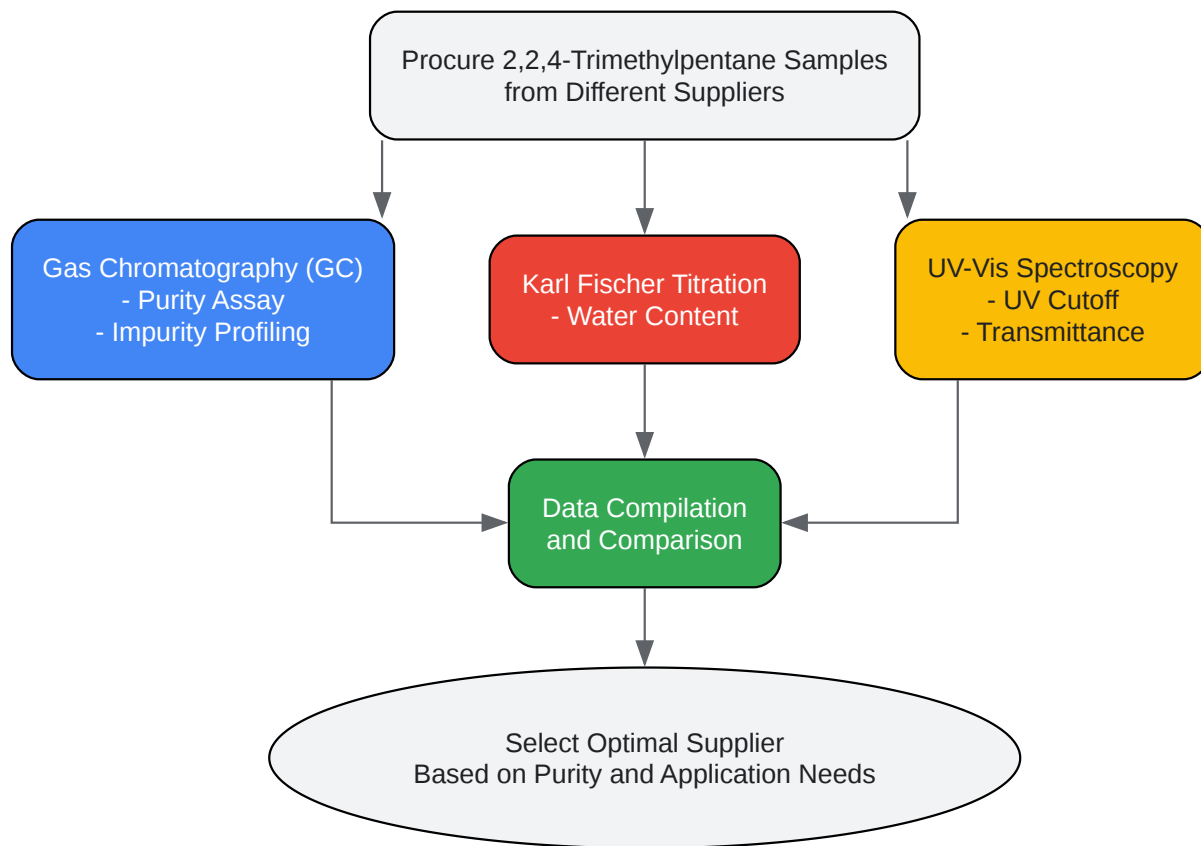 Procure 2,2,4-Trimethylpentane Samples
from Different Suppliers
Gas Chromatography (GC)
- Purity Assay
- Impurity Profiling
Karl Fischer Titration
- Water Content
UV-Vis Spectroscopy
- UV Cutoff
- Transmittance
Data Compilation
and Comparison
Select Optimal Supplier
Based on Purity and Application Needs